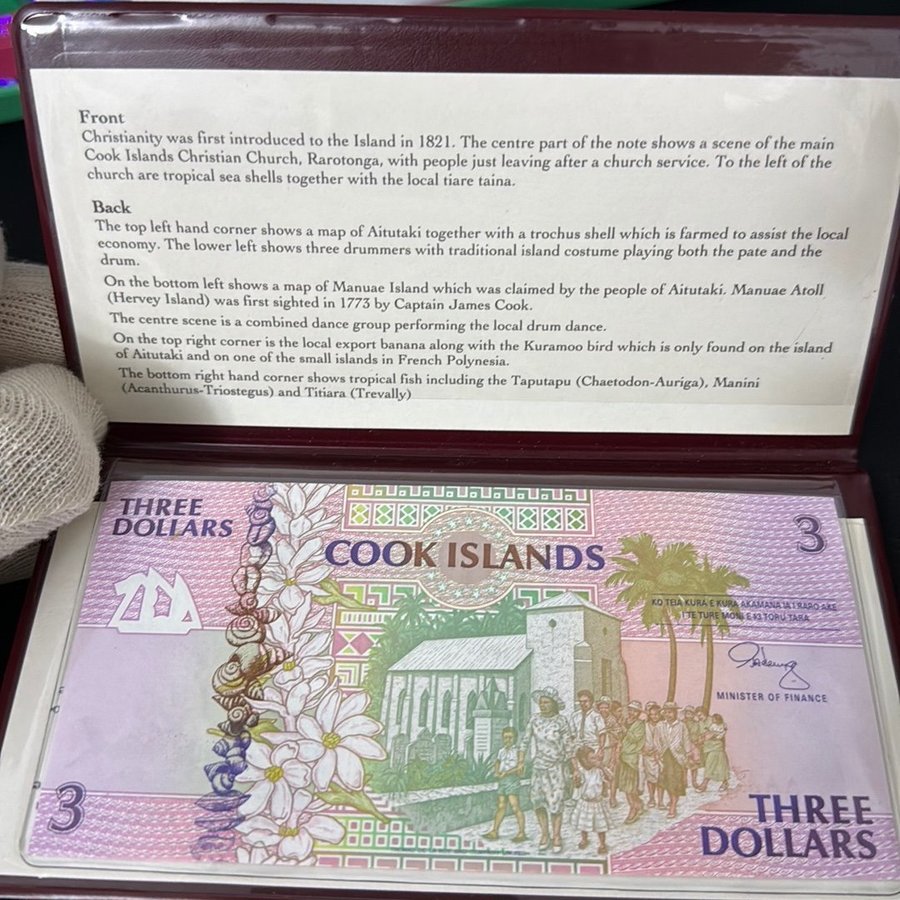 Front
Christianity was first introduced to the Island in 1821. The centre part of the note shows a scene of the main
Cook Islands Christian Church, Rarotonga, with people just leaving after a church service. To the left of the
church are tropical sea shells together with the local tiare taina.
Back
The top left hand corner shows a map of Aitutaki together with a trochus shell which is farmed to assist the local
economy. The lower left shows three drummers with traditional island costume playing both the pate and the
drum.
On the bottom left shows a map of Manuae Island which was claimed by the people of Aitutaki. Manuae Atoll
(Hervey Island) was first sighted in 1773 by Captain James Cook.
The centre scene is a combined dance group performing the local drum dance.
On the top right corner is the local export banana along with the Kuramoo bird which is only found on the island
of Aitutaki and on one of the small islands in French Polynesia.
The bottom right hand corner shows tropical fish including the Taputapu (Chaetodon-Auriga), Manini
(Acanthurus-Triostegus) and Titiara (Trevally)
THREE
DOLLARS
3
COOK ISLANDS
KO TEIA KURA E KURA AKAMANA IA I RARO AKE
I TE TURE MONI E $3 TORU TARA
MINISTER OF FINANCE
3
THREE
DOLLARS